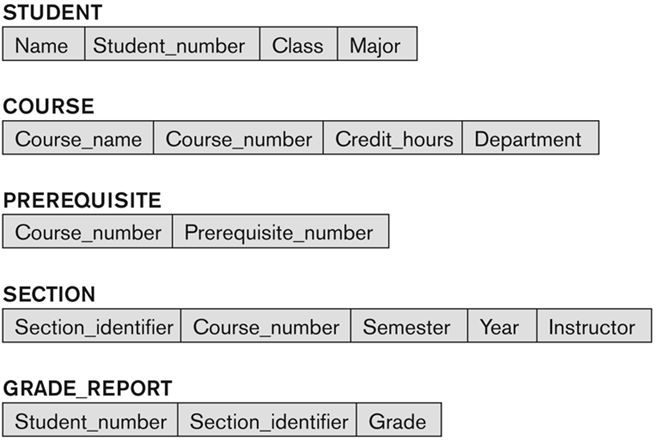 STUDENT
Name Student_number Class Major
COURSE
Course_name Course_number Credit_hours Department
PREREQUISITE
Course_number Prerequisite_number
SECTION
Section_identifier Course_number Semester Year Instructor
GRADE_REPORT
Student_number Section_identifier Grade